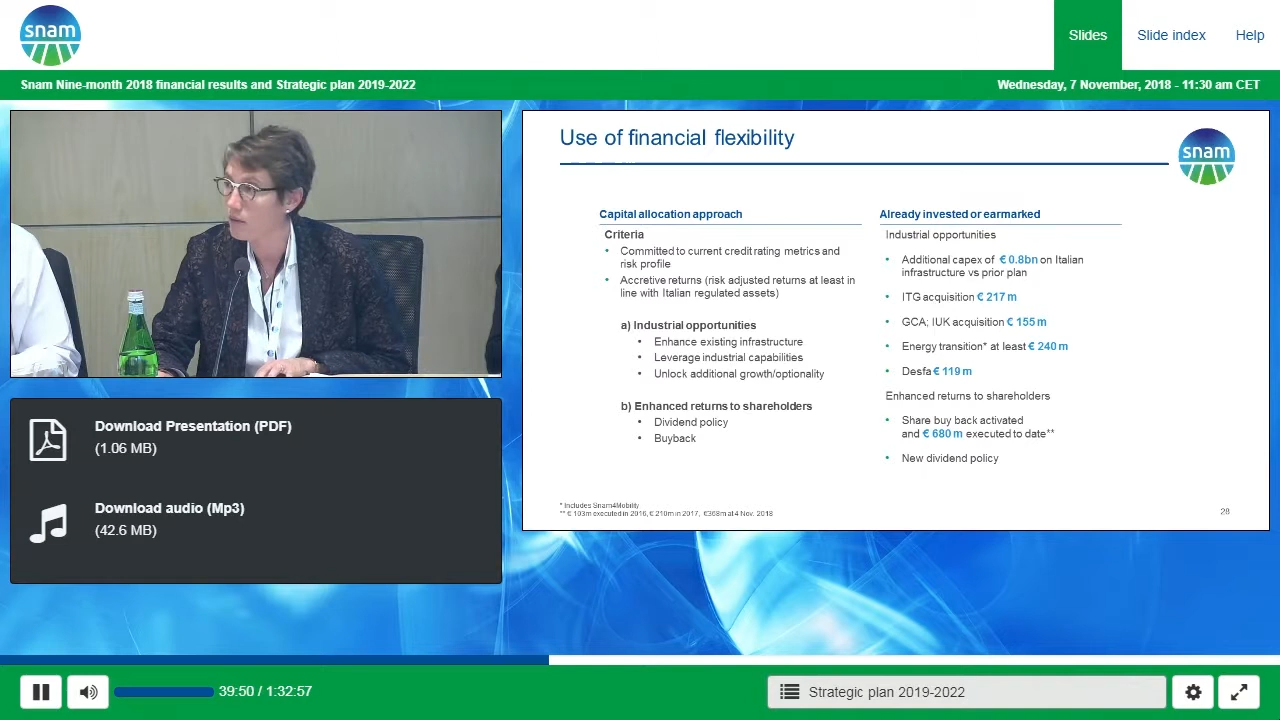 snam
Slides
Slide index
Help
Snam Nine-month 2018 financial results and Strategic plan 2019-2022
Wednesday, 7 November, 2018 - 11:30 am CET
Use of financial flexibility
snam
Capital allocation approach
Criteria
• Committed to current credit rating metrics and
risk profile
• Accretive returns (risk adjusted returns at least in
line with Italian regulated assets)
a) Industrial opportunities
• Enhance existing infrastructure
• Leverage industrial capabilities
• Unlock additional growth/optionality
b) Enhanced returns to shareholders
• Dividend policy
• Buyback
Already invested or earmarked
Industrial opportunities
• Additional capex of € 0.8bn on Italian
infrastructure vs prior plan
• ITG acquisition € 217 m
• GCA; IUK acquisition € 155 m
• Energy transition* at least € 240 m
• Desfa € 119 m
Enhanced returns to shareholders
• Share buy back activated
and € 680 m executed to date**
• New dividend policy
* Includes Snam4Mobility
** € 103m executed in 2016, € 210m in 2017, €368m at 4 Nov. 2018
28
Download Presentation (PDF)
(1.06 MB)
Download audio (Mp3)
(42.6 MB)
39:50 / 1:32:57
Strategic plan 2019-2022